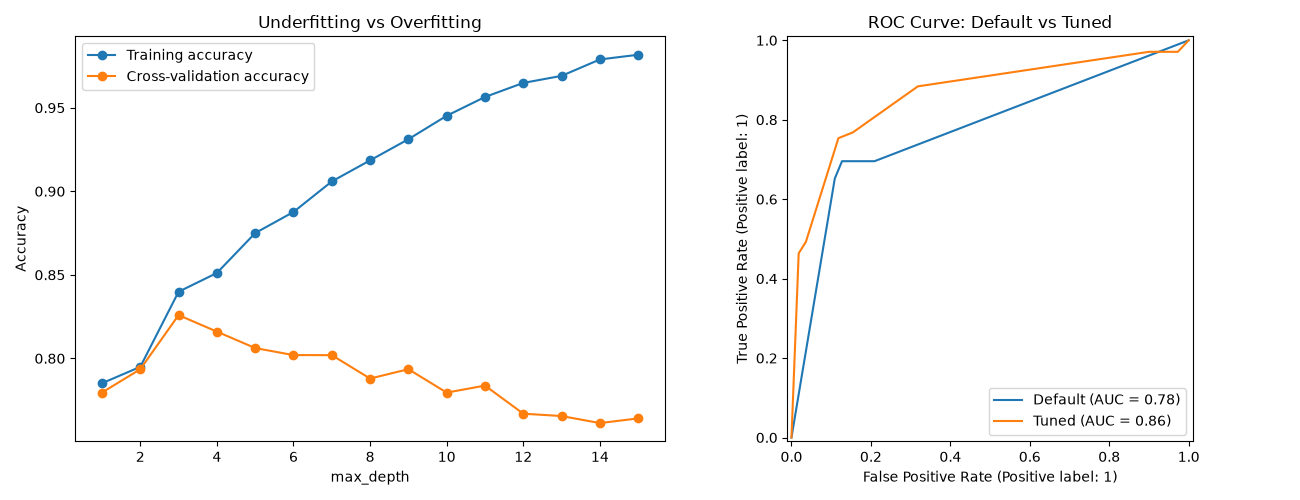 Underfitting vs Overfitting
Training accuracy
Cross-validation accuracy
Accuracy
0.95
0.90
0.85
0.80
2 4 6 8 10 12 14
max_depth
ROC Curve: Default vs Tuned
True Positive Rate (Positive label: 1)
1.0
0.8
0.6
0.4
0.2
0.0
Default (AUC = 0.78)
Tuned (AUC = 0.86)
0.0 0.2 0.4 0.6 0.8 1.0
False Positive Rate (Positive label: 1)